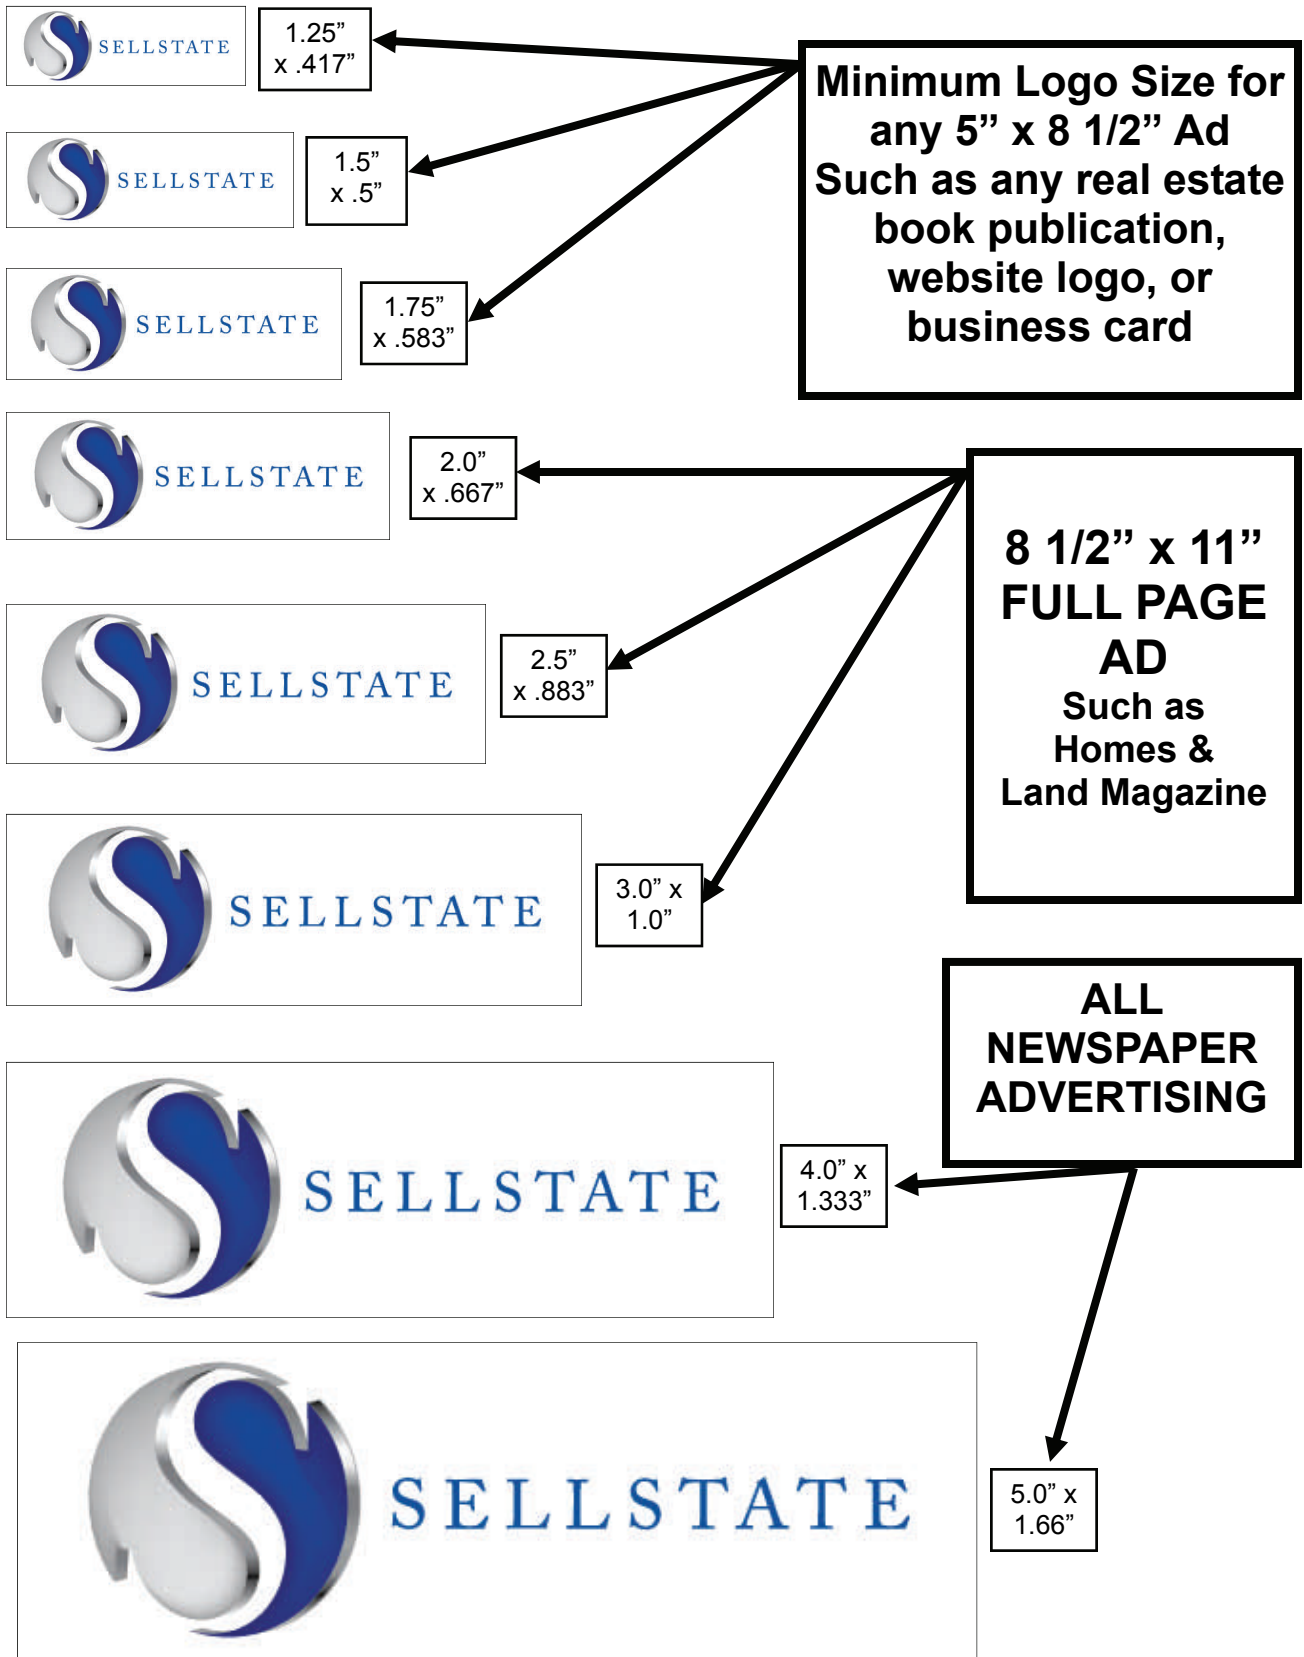 SELLSTATE
1.25”
x .417”
Minimum Logo Size for
any 5” x 8 1/2” Ad
Such as any real estate
book publication,
website logo, or
business card
SELLSTATE
1.5”
x .5”
SELLSTATE
1.75”
x .583”
SELLSTATE
2.0”
x .667”
8 1/2” x 11”
FULL PAGE
AD
Such as
Homes &
Land Magazine
SELLSTATE
2.5”
x .883”
SELLSTATE
3.0” x
1.0”
ALL
NEWSPAPER
ADVERTISING
SELLSTATE
4.0” x
1.333”
SELLSTATE
5.0” x
1.66”